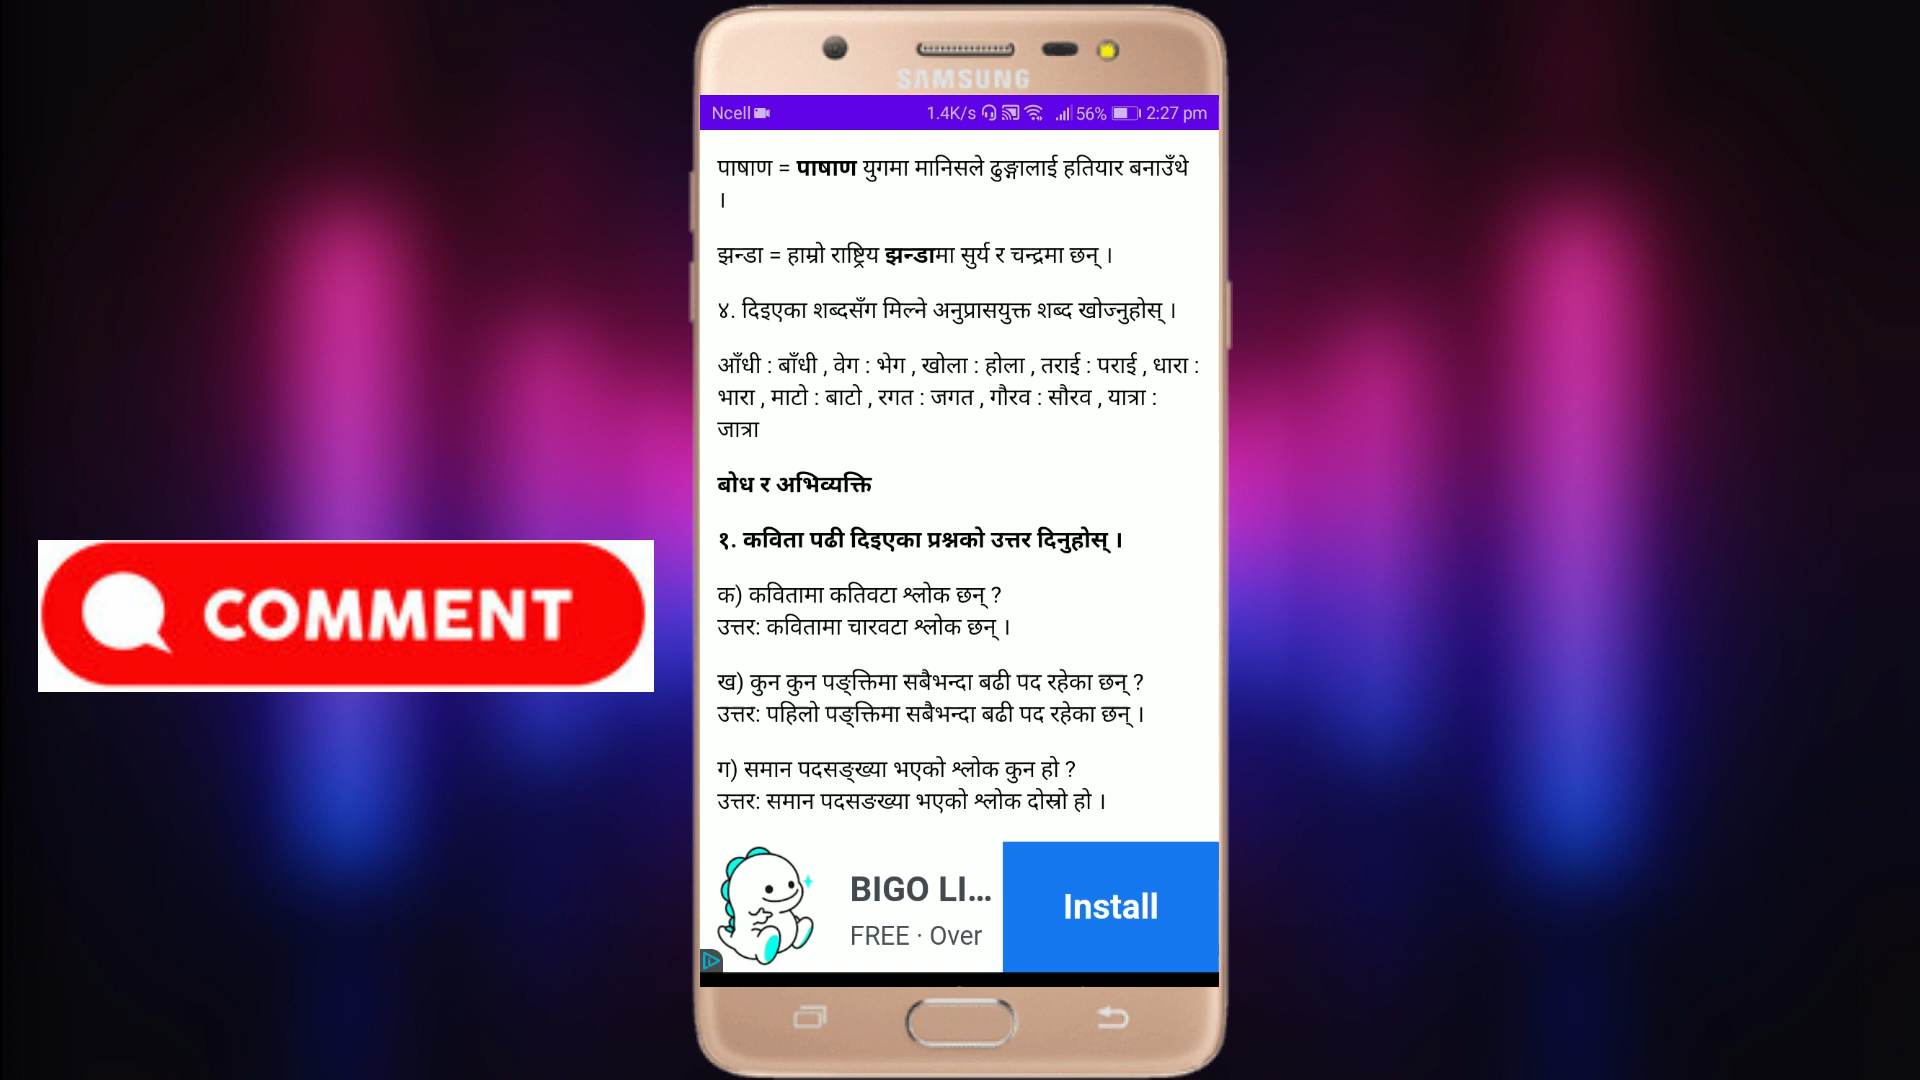 SAMSUNG
Ncell 1.4K/s 56% 2:27 pm
पाषाण = पाषाण युगमा मानिसले ढुङ्गालाई हतियार बनाउँथे
।
झन्डा = हाम्रो राष्ट्रिय झन्डामा सुर्य र चन्द्रमा छन् ।
४. दिइएका शब्दसँग मिल्ने अनुप्रासयुक्त शब्द खोज्नुहोस् ।
आँधी : बाँधी , वेग : भेग , खोला : होला , तराई : पराई , धारा :
भारा , माटो : बाटो , रगत : जगत , गौरव : सौरव , यात्रा :
जात्रा
बोध र अभिव्यक्ति
१. कविता पढी दिइएका प्रश्नको उत्तर दिनुहोस् ।
क) कवितामा कतिवटा श्लोक छन् ?
उत्तर: कवितामा चारवटा श्लोक छन् ।
ख) कुन कुन पङ्क्तिमा सबैभन्दा बढी पद रहेका छन् ?
उत्तर: पहिलो पङ्क्तिमा सबैभन्दा बढी पद रहेका छन् ।
ग) समान पदसङ्ख्या भएको श्लोक कुन हो ?
उत्तर: समान पदसङख्या भएको श्लोक दोस्रो हो ।
BIGO LI...
FREE · Over
Install
COMMENT